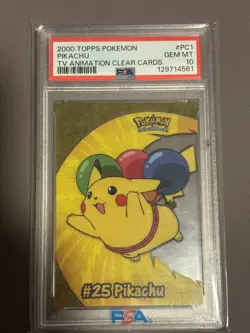 2000 TOPPS POKEMON #PC1
PIKACHU GEM MT
TV ANIMATION CLEAR CARDS 10
PSA 129714561
Pokémon
#25 Pikachu
PSA